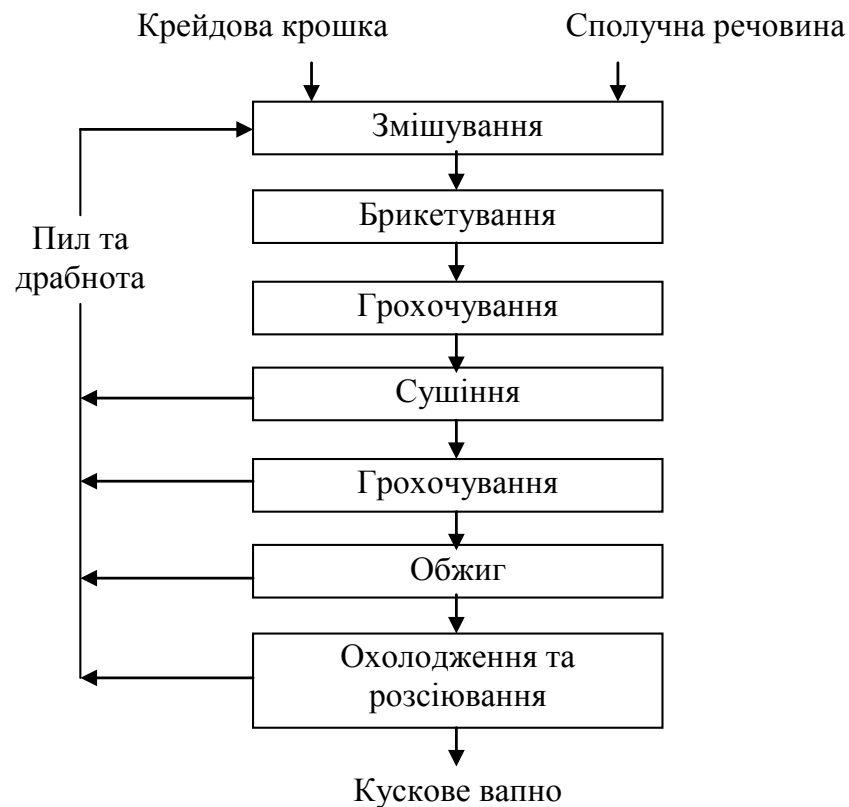 Крейдова крошка
Сполучна речовина
Змішування
Брикетування
Пил та
драбнота
Грохочування
Сушіння
Грохочування
Обжиг
Охолодження та
розсіювання
Кускове вапно